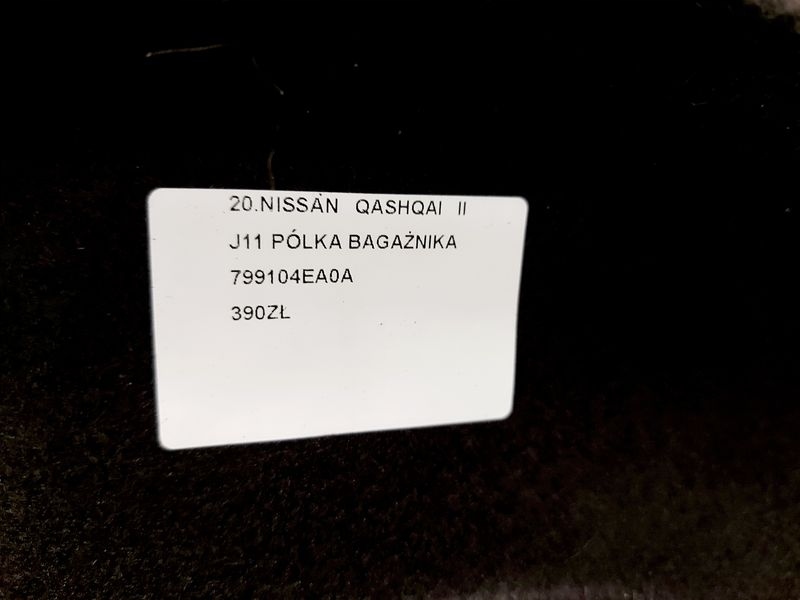 20.NISSAN QASHQAI II
J11 PÓLKA BAGAŻNIKA
799104EA0A
390ZŁ